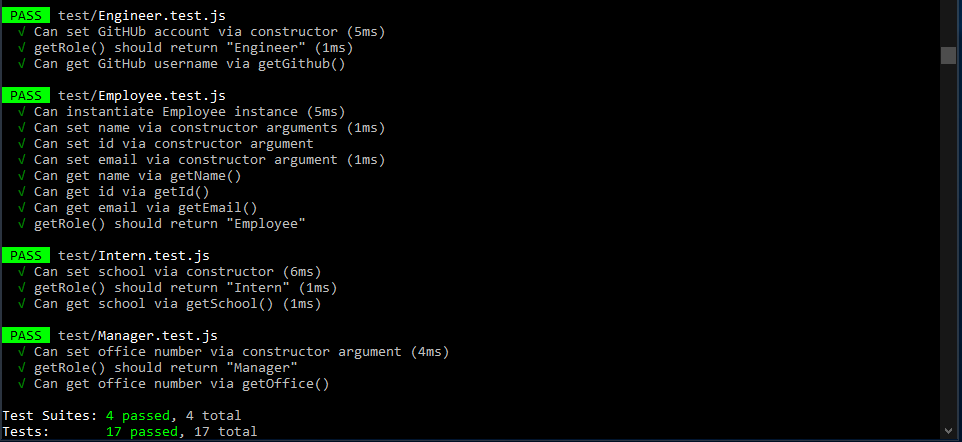 PASS test/Engineer.test.js
√ Can set GitHUb account via constructor (5ms)
√ getRole() should return "Engineer" (1ms)
√ Can get GitHub username via getGithub()
PASS test/Employee.test.js
√ Can instantiate Employee instance (5ms)
√ Can set name via constructor arguments (1ms)
√ Can set id via constructor argument
√ Can set email via constructor argument (1ms)
√ Can get name via getName()
√ Can get id via getId()
√ Can get email via getEmail()
√ getRole() should return "Employee"
PASS test/Intern.test.js
√ Can set school via constructor (6ms)
√ getRole() should return "Intern" (1ms)
√ Can get school via getSchool() (1ms)
PASS test/Manager.test.js
√ Can set office number via constructor argument (4ms)
√ getRole() should return "Manager"
√ Can get office number via getOffice()
Test Suites: 4 passed, 4 total
Tests: 17 passed, 17 total